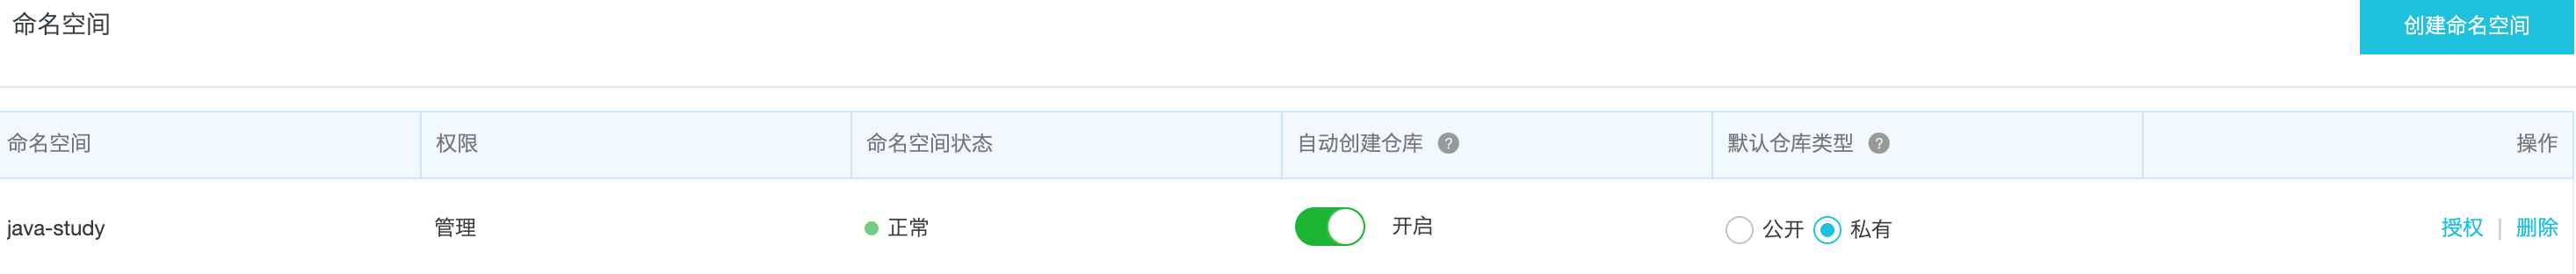 命名空间
创建命名空间
命名空间 权限 命名空间状态 自动创建仓库 ? 默认仓库类型 ? 操作
java-study 管理 正常 开启 公开 私有 授权 | 删除